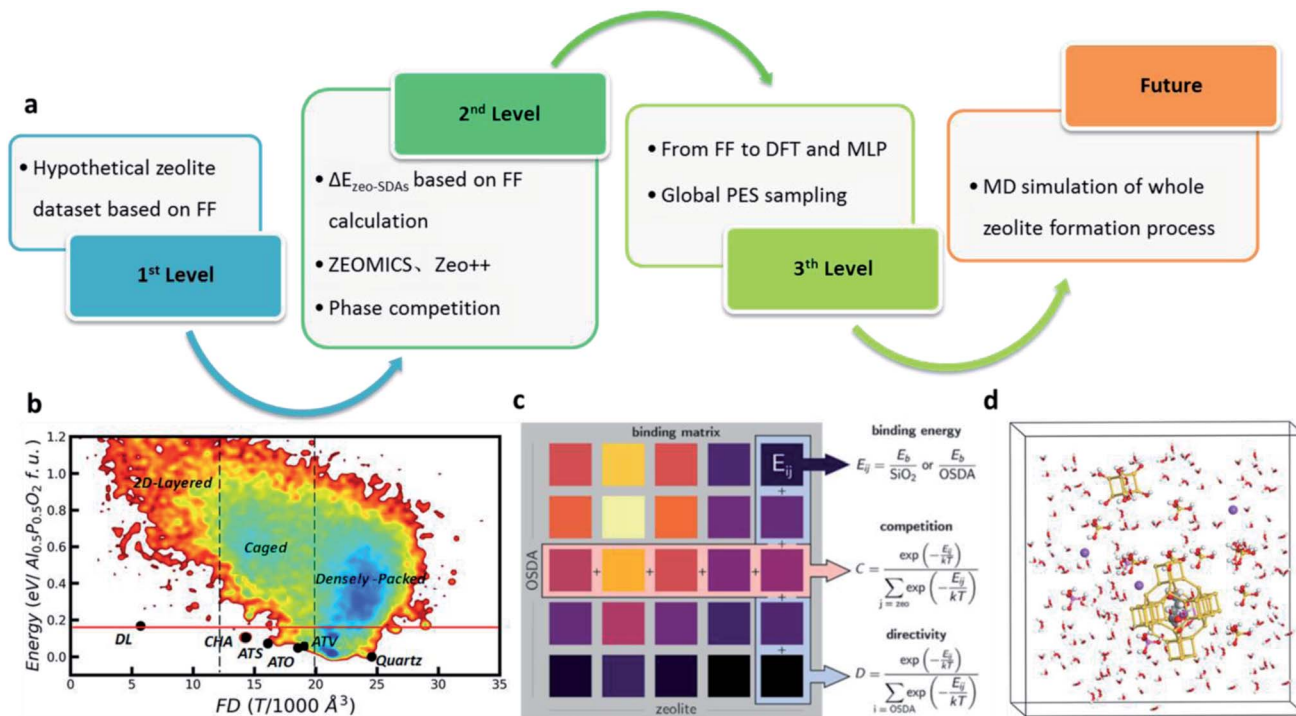 a
• Hypothetical zeolite
dataset based on FF
1st Level
2nd Level
• ΔEzeo-SDAs based on FF
calculation
• ZEOMICS、Zeo++
• Phase competition
• From FF to DFT and MLP
• Global PES sampling
3th Level
Future
• MD simulation of whole
zeolite formation process
b
Energy (eV/ Al0.5P0.5O2 f. u.)
1.2
1.0
0.8
0.6
0.4
0.2
0.0
2D-Layered
Caged
Densely-Packed
DL
CHA
ATS
ATO
ATV
Quartz
0 5 10 15 20 25 30 35
FD (T/1000 Å3)
c
binding matrix
OSDA
zeolite
Eij
+
+
+ + + +
+
+
binding energy
Eij = Eb/SiO2 or Eb/OSDA
competition
C = exp(-Eij/kT) / ∑j = zeo exp(-Eij/kT)
directivity
D = exp(-Eij/kT) / ∑i = OSDA exp(-Eij/kT)
d